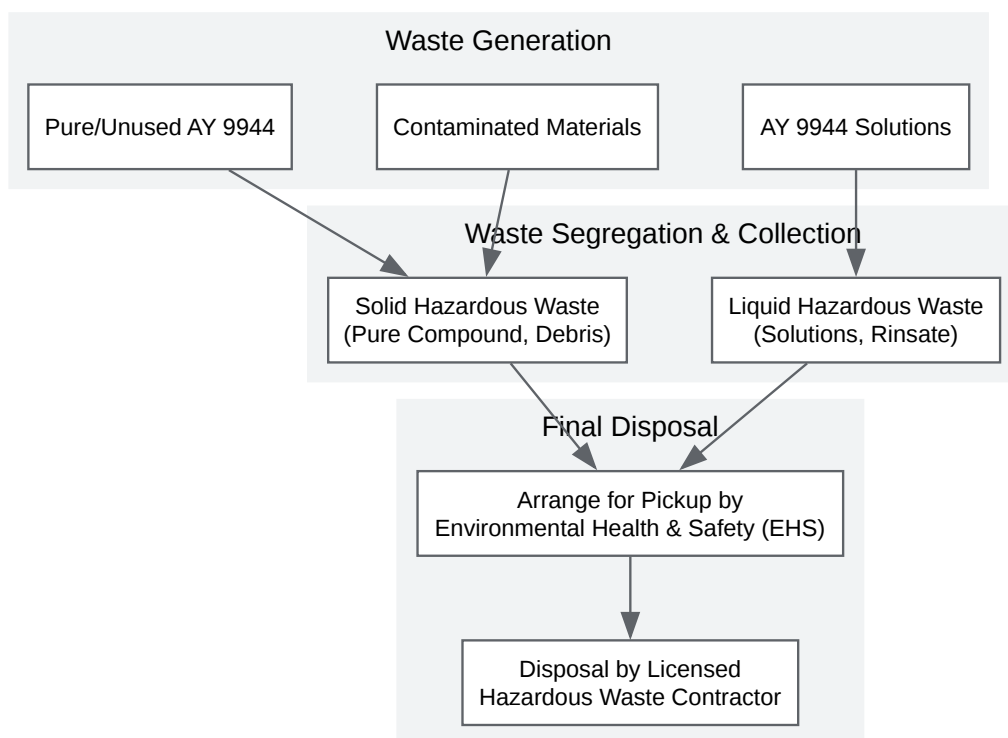 Waste Generation
Pure/Unused AY 9944
Contaminated Materials
AY 9944 Solutions
Waste Segregation & Collection
Solid Hazardous Waste
(Pure Compound, Debris)
Liquid Hazardous Waste
(Solutions, Rinsate)
Final Disposal
Arrange for Pickup by
Environmental Health & Safety (EHS)
Disposal by Licensed
Hazardous Waste Contractor